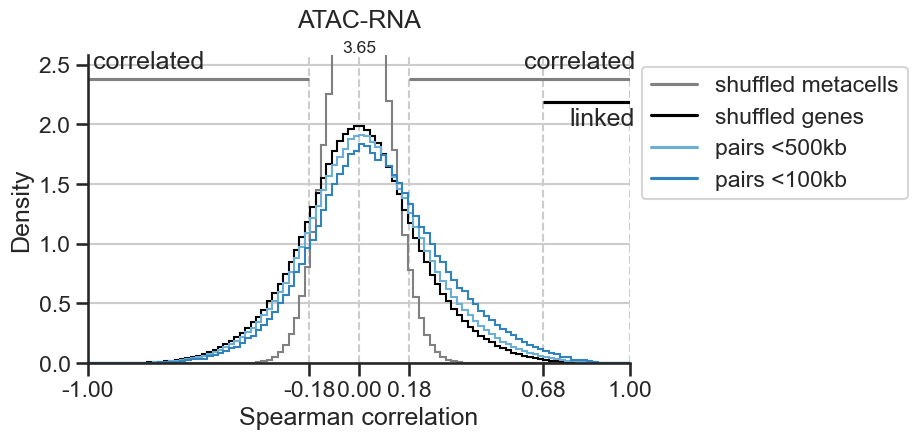 ATAC-RNA
3.65
correlated
correlated
linked
2.5
2.0
1.5
1.0
0.5
0.0
Density
-1.00
-0.18
0.00
0.18
0.68
1.00
Spearman correlation
shuffled metacells
shuffled genes
pairs <500kb
pairs <100kb